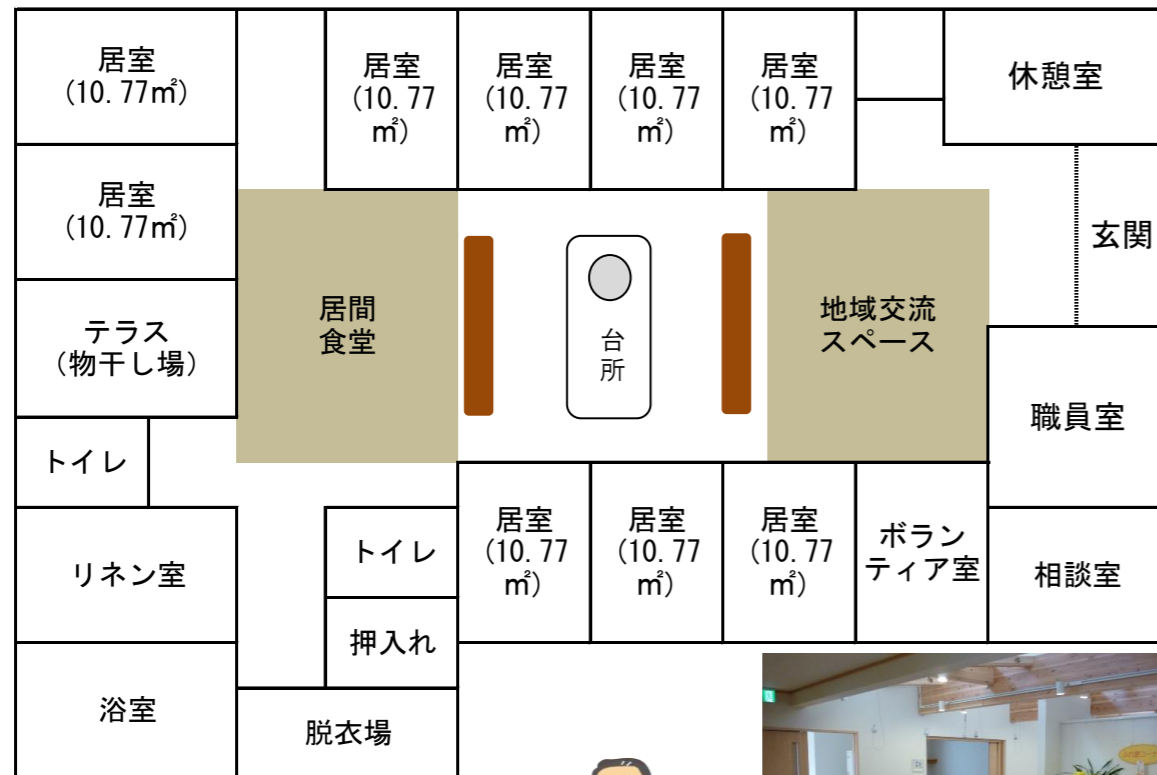 居室
(10.77㎡)
居室
(10.77
㎡)
居室
(10.77
㎡)
居室
(10.77
㎡)
居室
(10.77
㎡)
休憩室
居室
(10.77㎡)
玄関
テラス
(物干し場)
居間
食堂
台
所
地域交流
スペース
職員室
トイレ
リネン室
トイレ
居室
(10.77
㎡)
居室
(10.77
㎡)
居室
(10.77
㎡)
ボラン
ティア室
相談室
押入れ
浴室
脱衣場